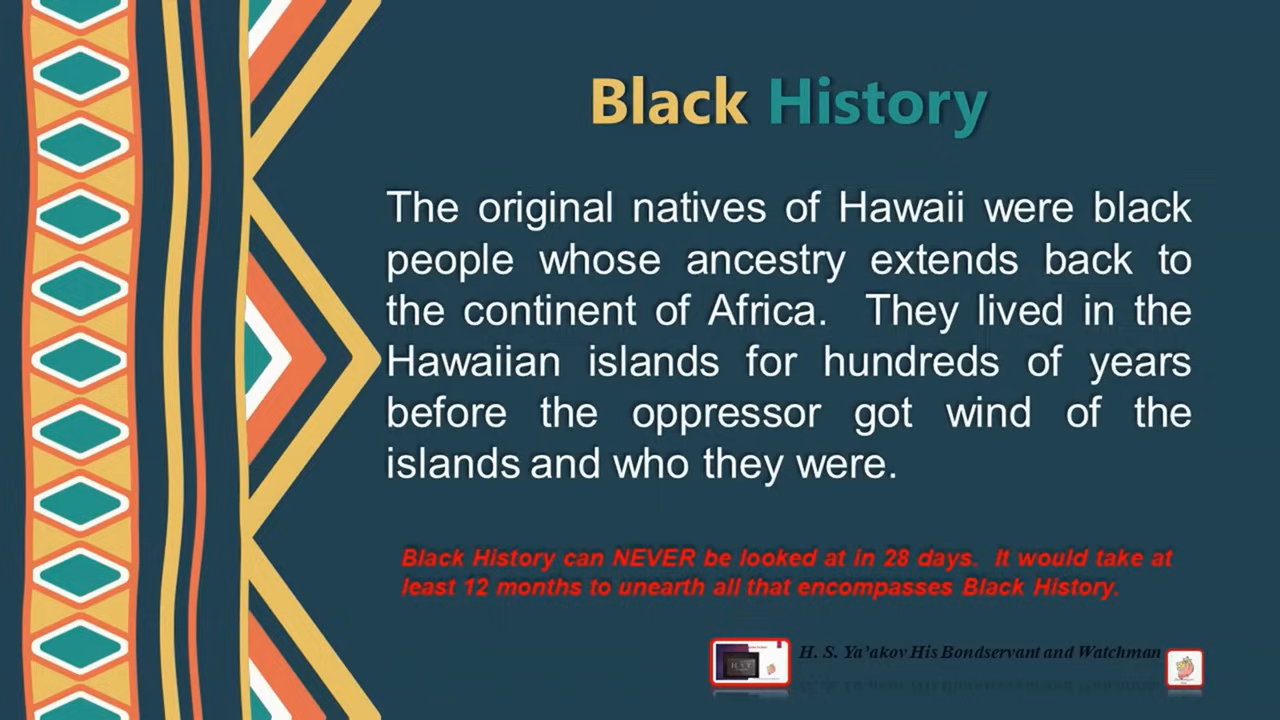 Black History
The original natives of Hawaii were black
people whose ancestry extends back to
the continent of Africa. They lived in the
Hawaiian islands for hundreds of years
before the oppressor got wind of the
islands and who they were.
Black History can NEVER be looked at in 28 days. It would take at
least 12 months to unearth all that encompasses Black History.
H. S. Ya'akov His Bondservant and Watchman